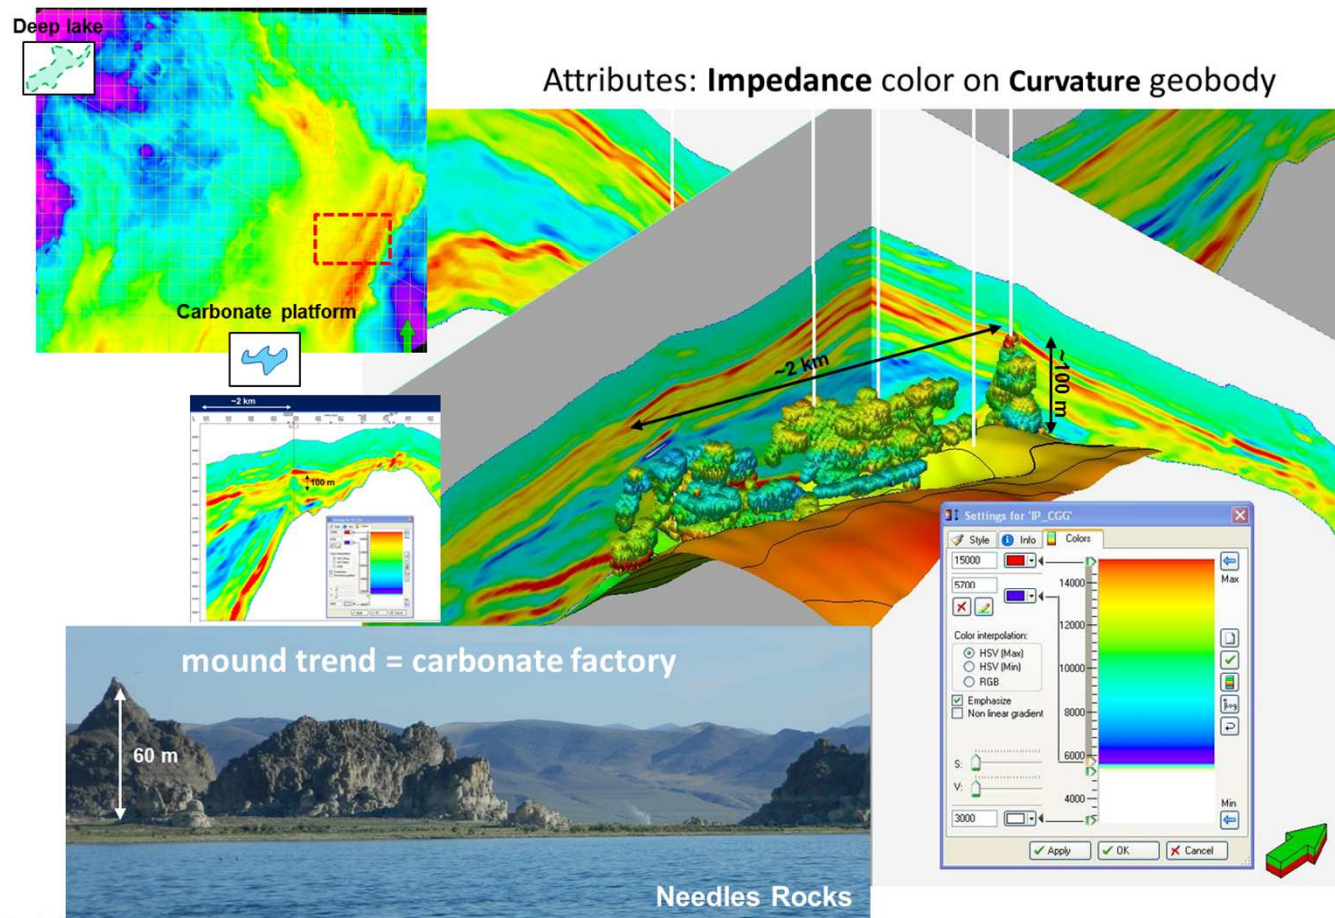 Deep lake
Attributes: Impedance color on Curvature geobody
Carbonate platform
~2 km
~100 m
~2 km
100 m
mound trend = carbonate factory
60 m
Needles Rocks
Settings for 'IP_CGG'
Style
Info
Colors
15000
5700
14000
Max
12000
Color interpolation:
HSV (Max)
HSV (Min)
RGB
10000
Emphasize
Non linear gradient
8000
log
6000
S:
V:
4000
Min
3000
Apply
OK
Cancel